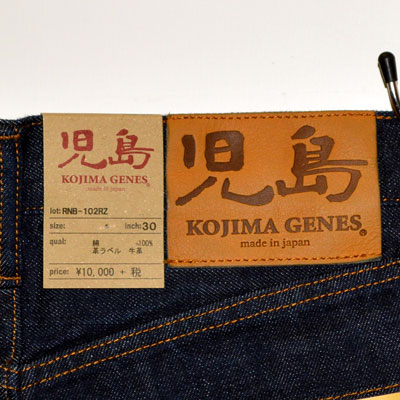 児島
KOJIMA GENES®
made in japan
lot: RNB-102RZ
size: inch: 30
qual: 綿 =100%
革ラベル 牛革
price: ¥10,000 + 税
児島
KOJIMA GENES®
made in japan